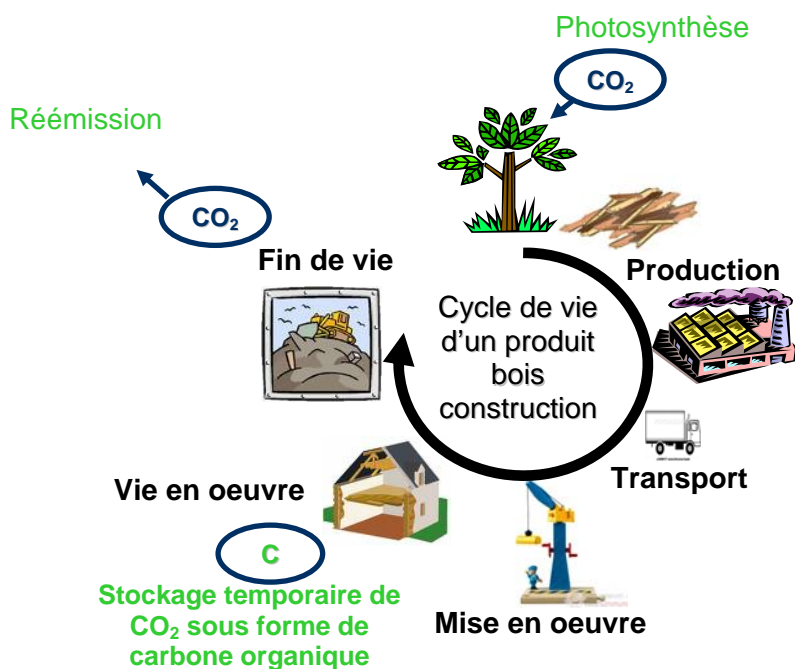 Photosynthèse
CO₂
Réémission
CO₂
Fin de vie
Production
Cycle de vie
d’un produit
bois
construction
Transport
Vie en oeuvre
C
Stockage temporaire de
CO₂ sous forme de
carbone organique
Mise en oeuvre